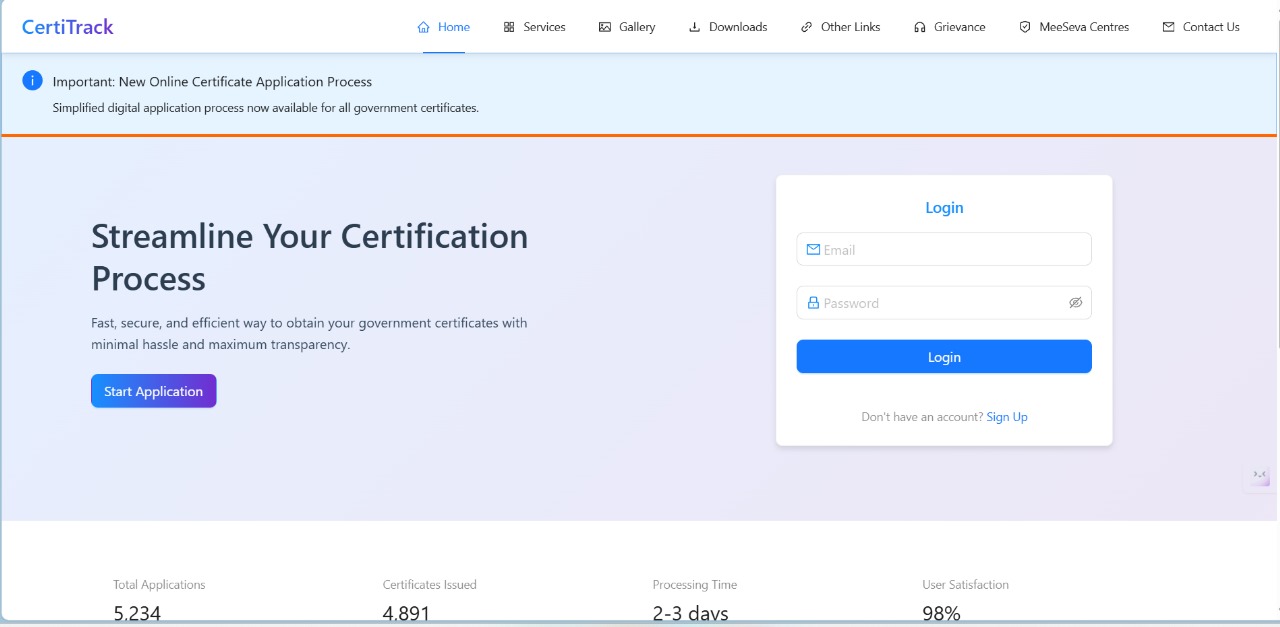 CertiTrack
Home
Services
Gallery
Downloads
Other Links
Grievance
MeeSeva Centres
Contact Us
Important: New Online Certificate Application Process
Simplified digital application process now available for all government certificates.
Streamline Your Certification
Process
Fast, secure, and efficient way to obtain your government certificates with
minimal hassle and maximum transparency.
Start Application
Login
Email
Password
Login
Don't have an account? Sign Up
Total Applications
5,234
Certificates Issued
4,891
Processing Time
2-3 days
User Satisfaction
98%